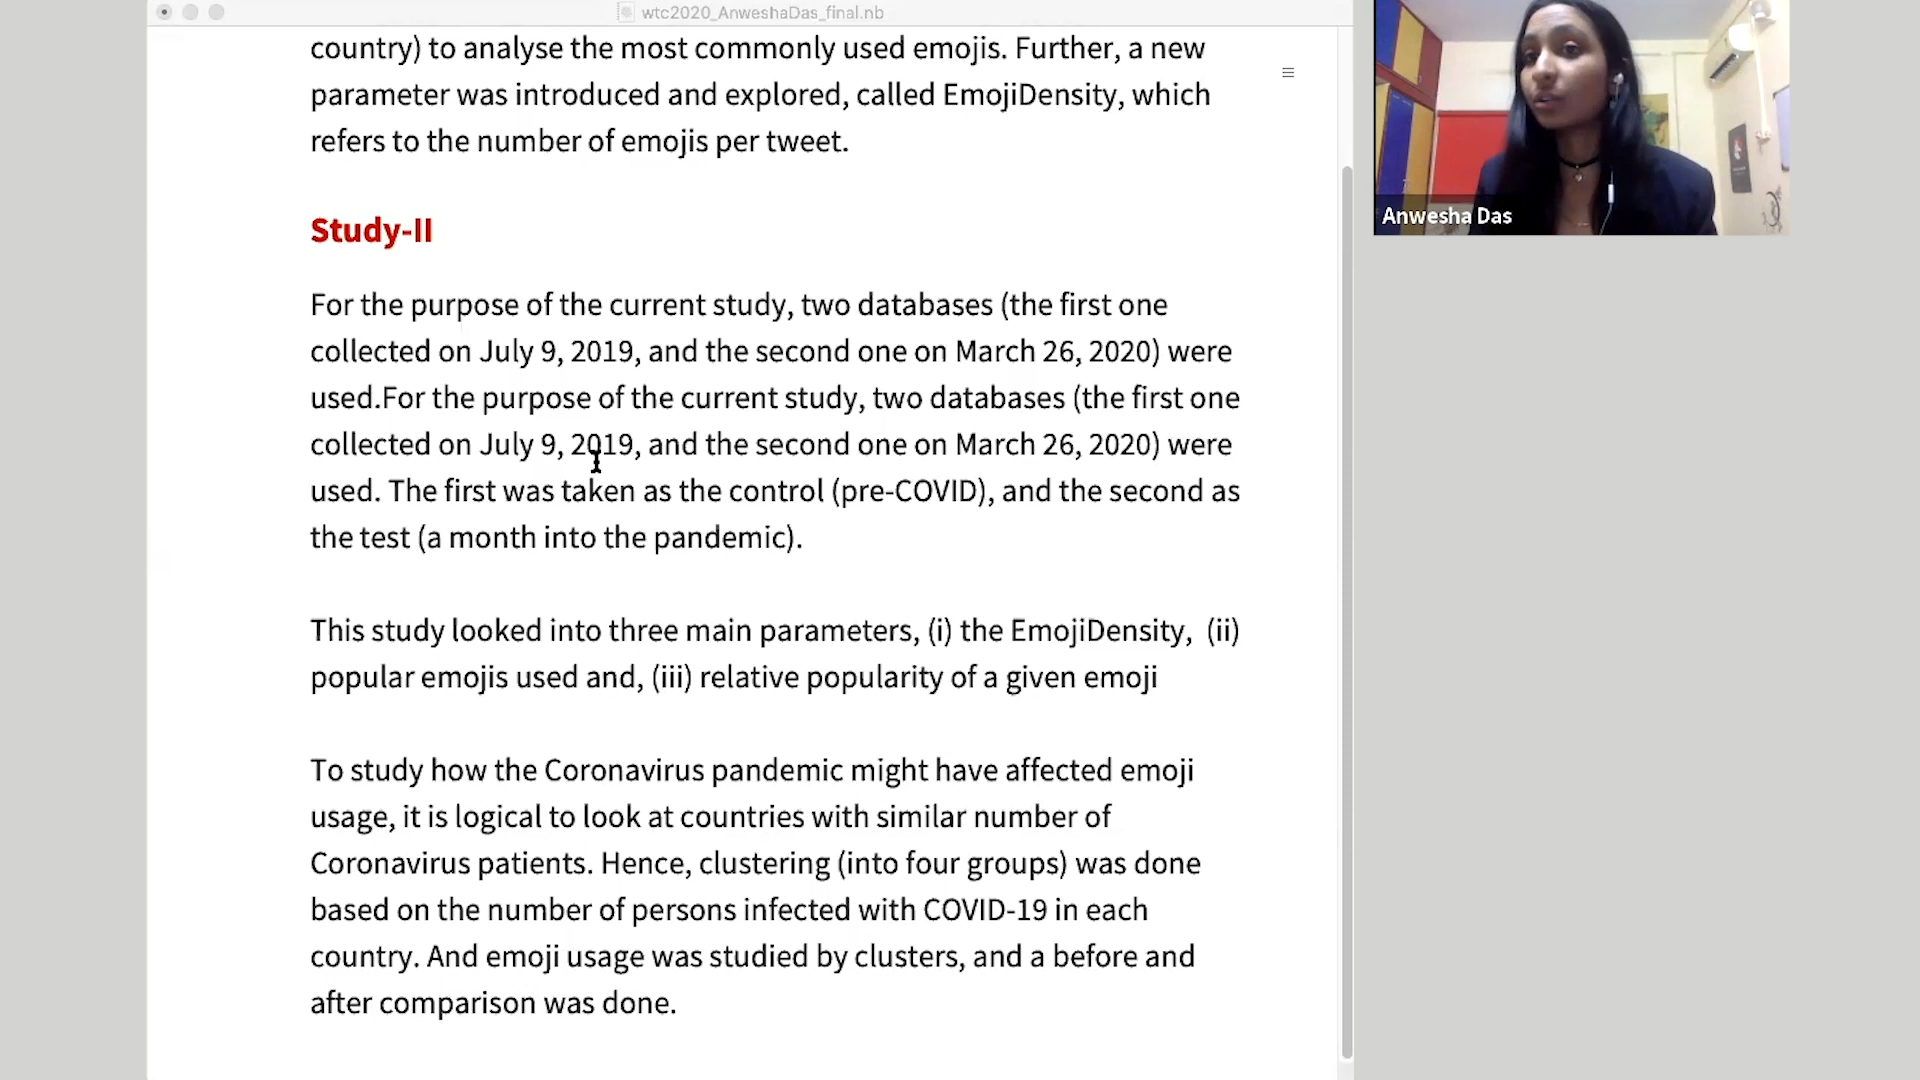 wtc2020_AnweshaDas_final.nb
country) to analyse the most commonly used emojis. Further, a new
parameter was introduced and explored, called EmojiDensity, which
refers to the number of emojis per tweet.
Study-II
For the purpose of the current study, two databases (the first one
collected on July 9, 2019, and the second one on March 26, 2020) were
used.For the purpose of the current study, two databases (the first one
collected on July 9, 2019, and the second one on March 26, 2020) were
used. The first was taken as the control (pre-COVID), and the second as
the test (a month into the pandemic).
This study looked into three main parameters, (i) the EmojiDensity,  (ii)
popular emojis used and, (iii) relative popularity of a given emoji
To study how the Coronavirus pandemic might have affected emoji
usage, it is logical to look at countries with similar number of
Coronavirus patients. Hence, clustering (into four groups) was done
based on the number of persons infected with COVID-19 in each
country. And emoji usage was studied by clusters, and a before and
after comparison was done.
Anwesha Das